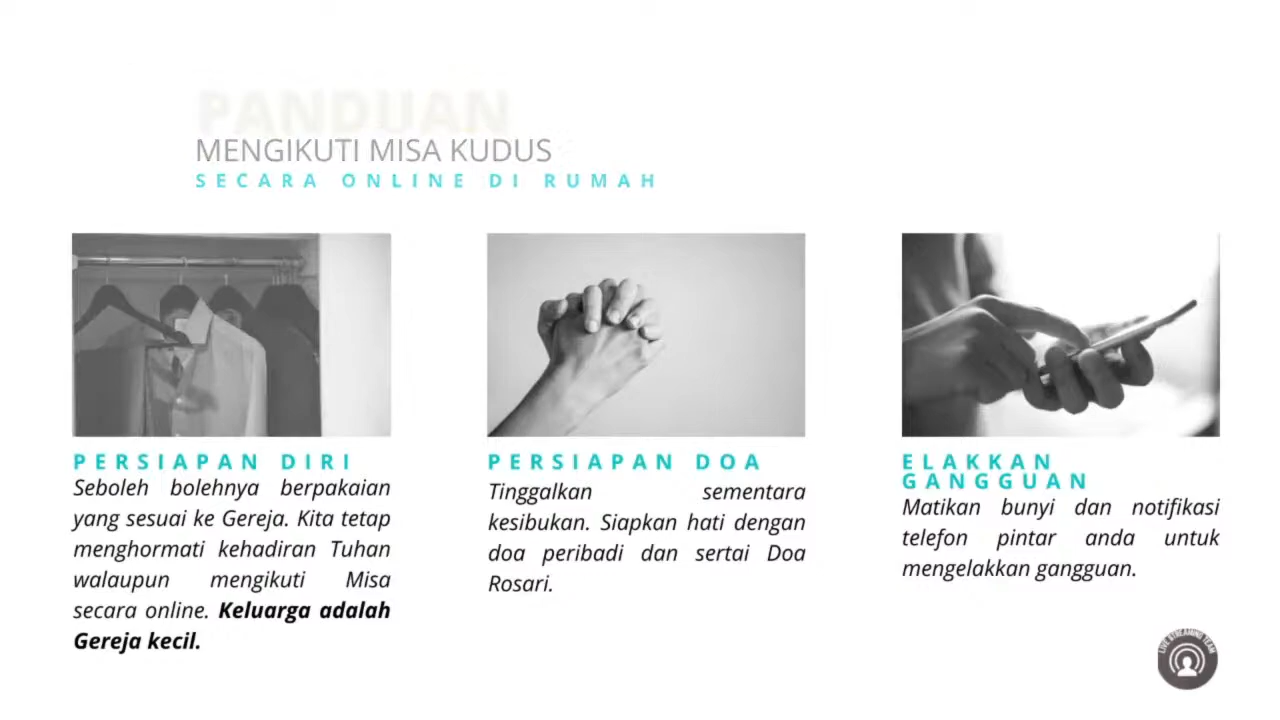 PANDUAN
MENGIKUTI MISA KUDUS
SECARA ONLINE DI RUMAH
PERSIAPAN DIRI
Seboleh bolehnya berpakaian
yang sesuai ke Gereja. Kita tetap
menghormati kehadiran Tuhan
walaupun mengikuti Misa
secara online. Keluarga adalah
Gereja kecil.
PERSIAPAN DOA
Tinggalkan sementara
kesibukan. Siapkan hati dengan
doa peribadi dan sertai Doa
Rosari.
ELAKKAN
GANGGUAN
Matikan bunyi dan notifikasi
telefon pintar anda untuk
mengelakkan gangguan.
LIVE STREAMING TEAM